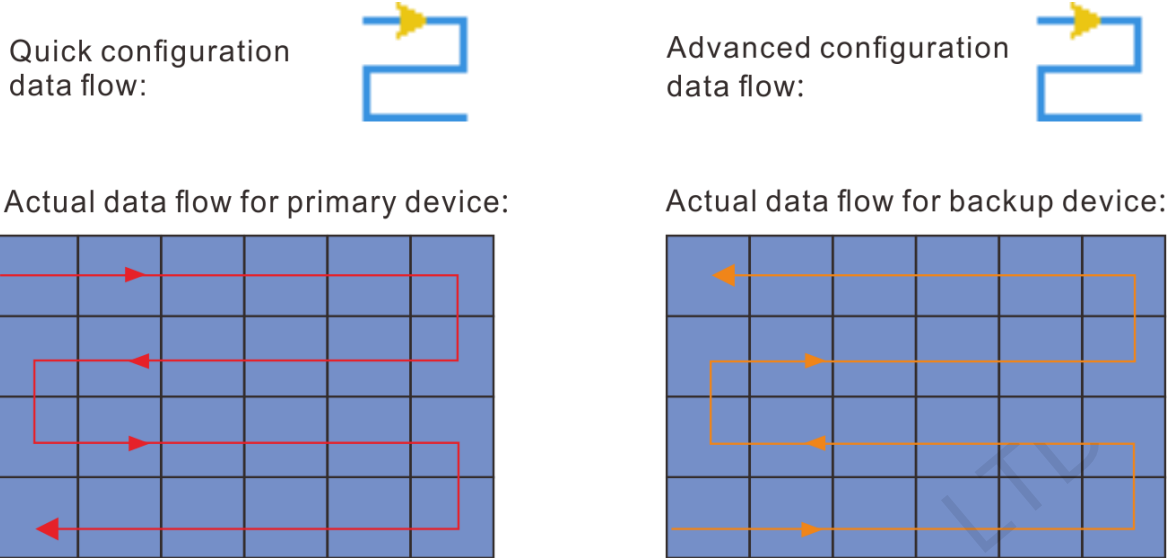 Quick configuration
data flow:
Advanced configuration
data flow:
Actual data flow for primary device:
Actual data flow for backup device:
LTD